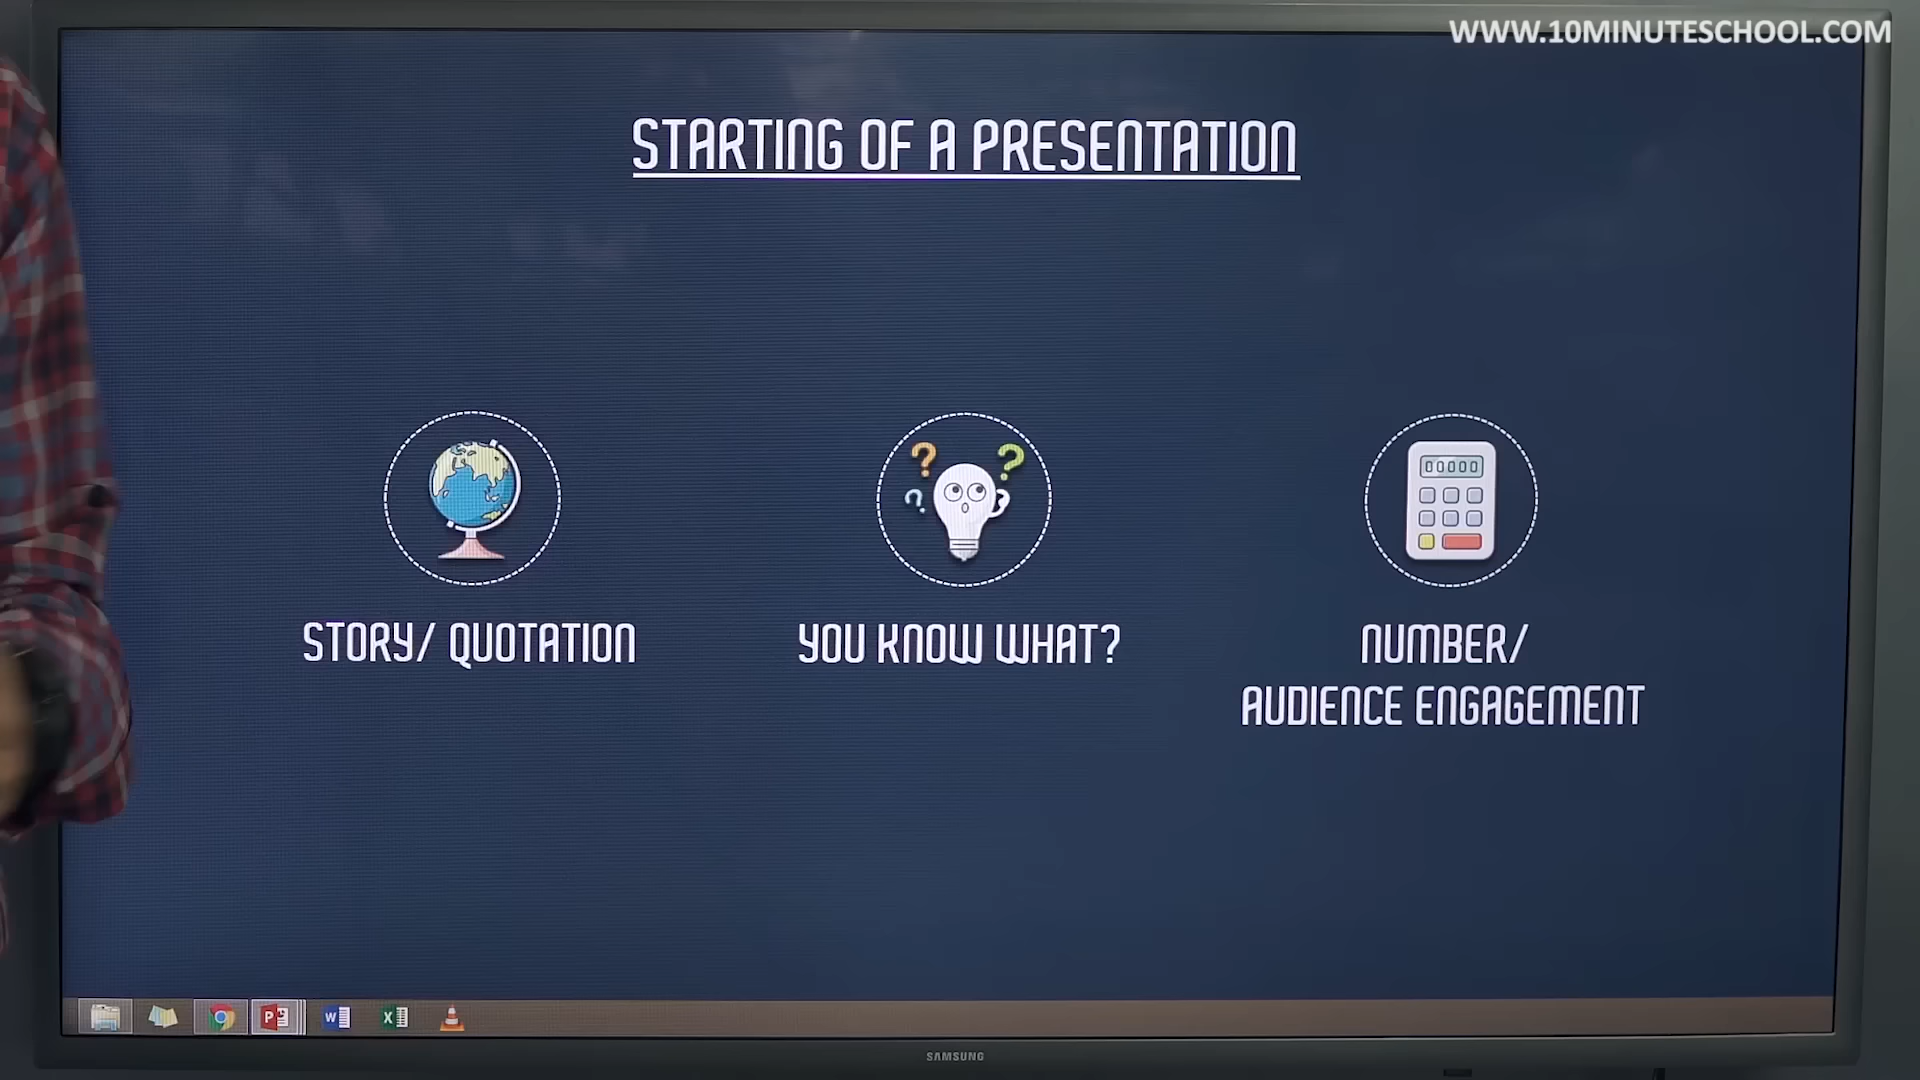 WWW.10MINUTESCHOOL.COM
STARTING OF A PRESENTATION
00000
STORY/ QUOTATION
YOU KNOW WHAT?
NUMBER/
AUDIENCE ENGAGEMENT
SAMSUNG